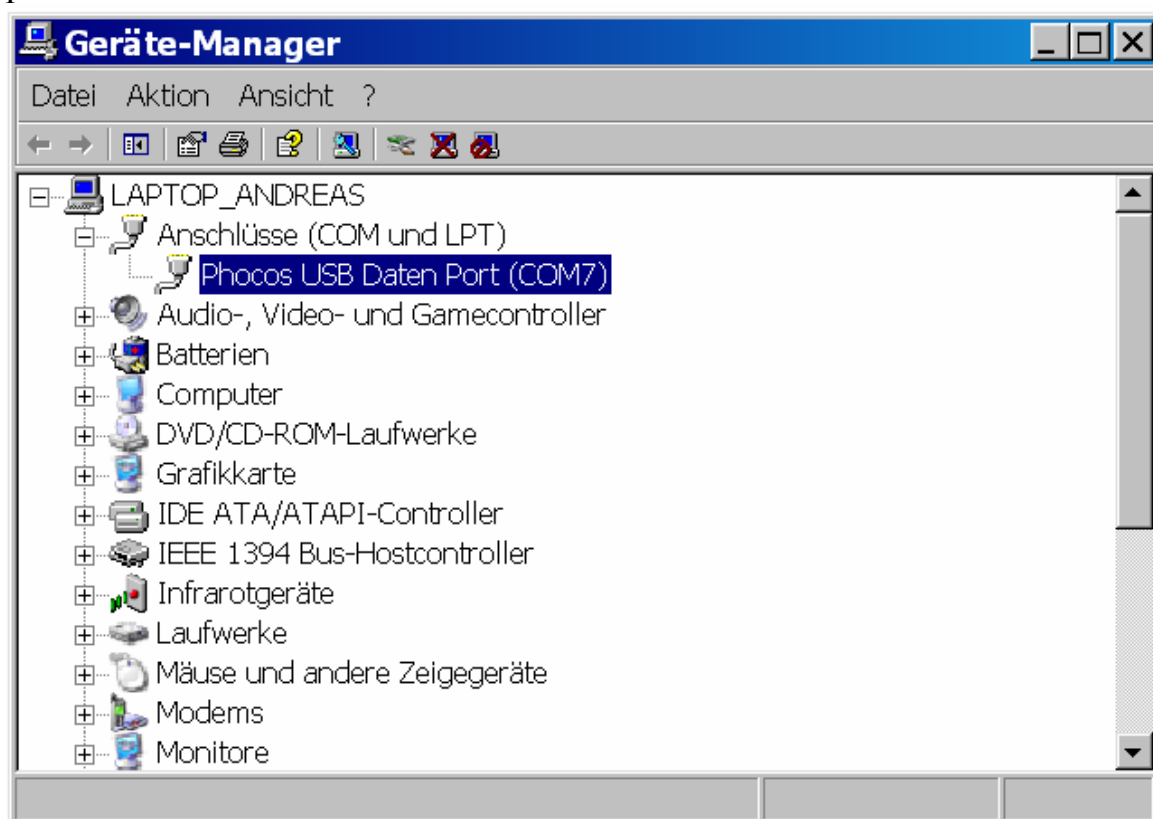 Geräte-Manager
Datei Aktion Ansicht ?
LAPTOP_ANDREAS
Anschlüsse (COM und LPT)
Phocos USB Daten Port (COM7)
Audio-, Video- und Gamecontroller
Batterien
Computer
DVD/CD-ROM-Laufwerke
Grafikkarte
IDE ATA/ATAPI-Controller
IEEE 1394 Bus-Hostcontroller
Infrarotgeräte
Laufwerke
Mäuse und andere Zeigegeräte
Modems
Monitore